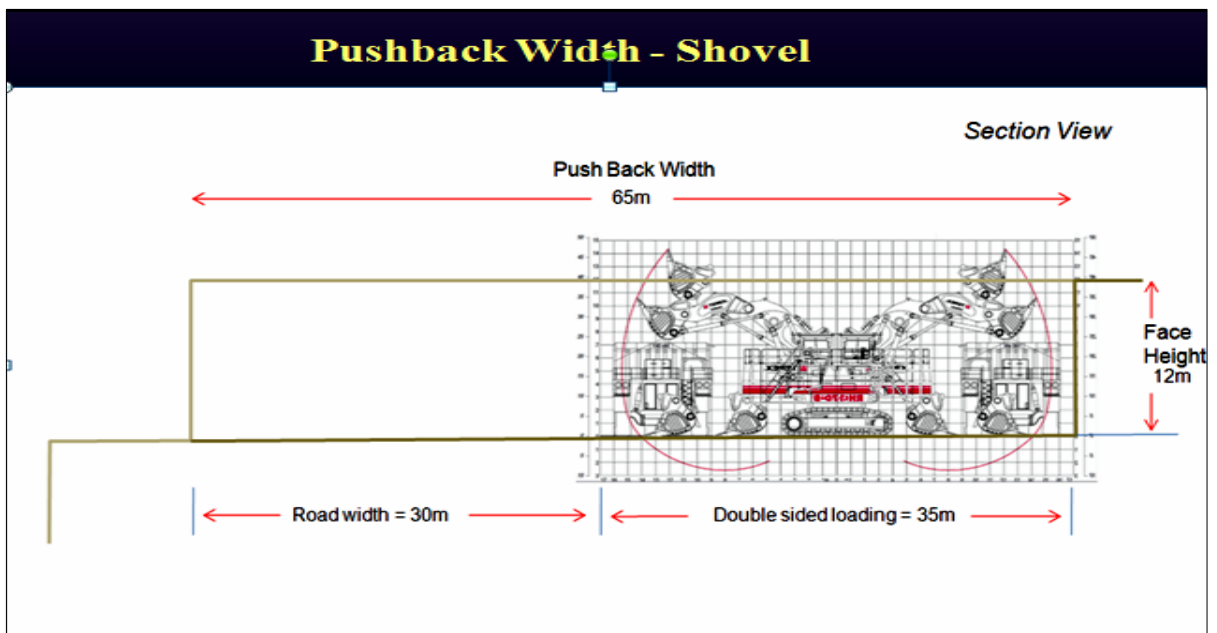 Pushback Width - Shovel
Section View
Push Back Width
65m
Face
Height
12m
Road width = 30m
Double sided loading = 35m